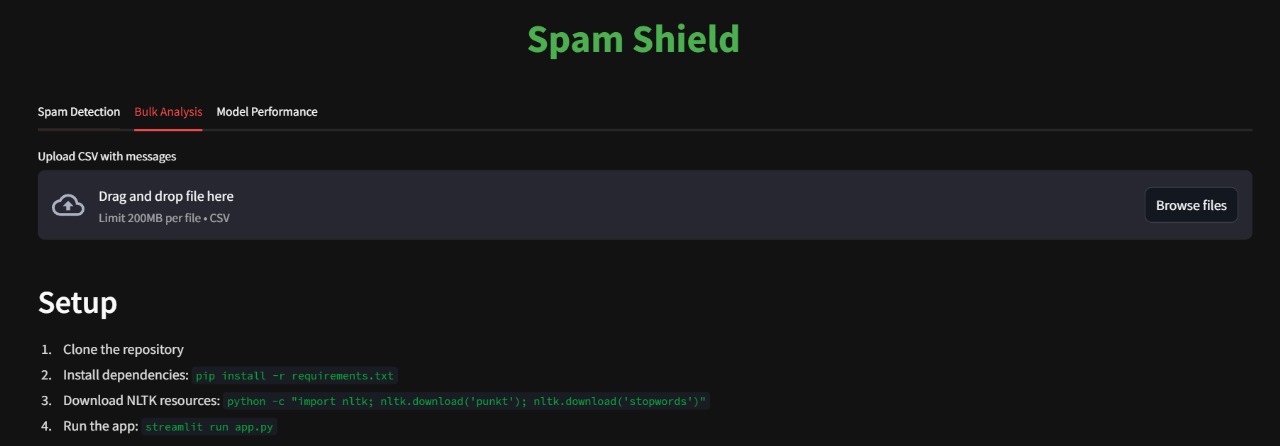 Spam Shield
Spam Detection Bulk Analysis Model Performance
Upload CSV with messages
Drag and drop file here
Limit 200MB per file • CSV
Browse files
Setup
1. Clone the repository
2. Install dependencies: pip install -r requirements.txt
3. Download NLTK resources: python -c "import nltk; nltk.download('punkt'); nltk.download('stopwords')"
4. Run the app: streamlit run app.py